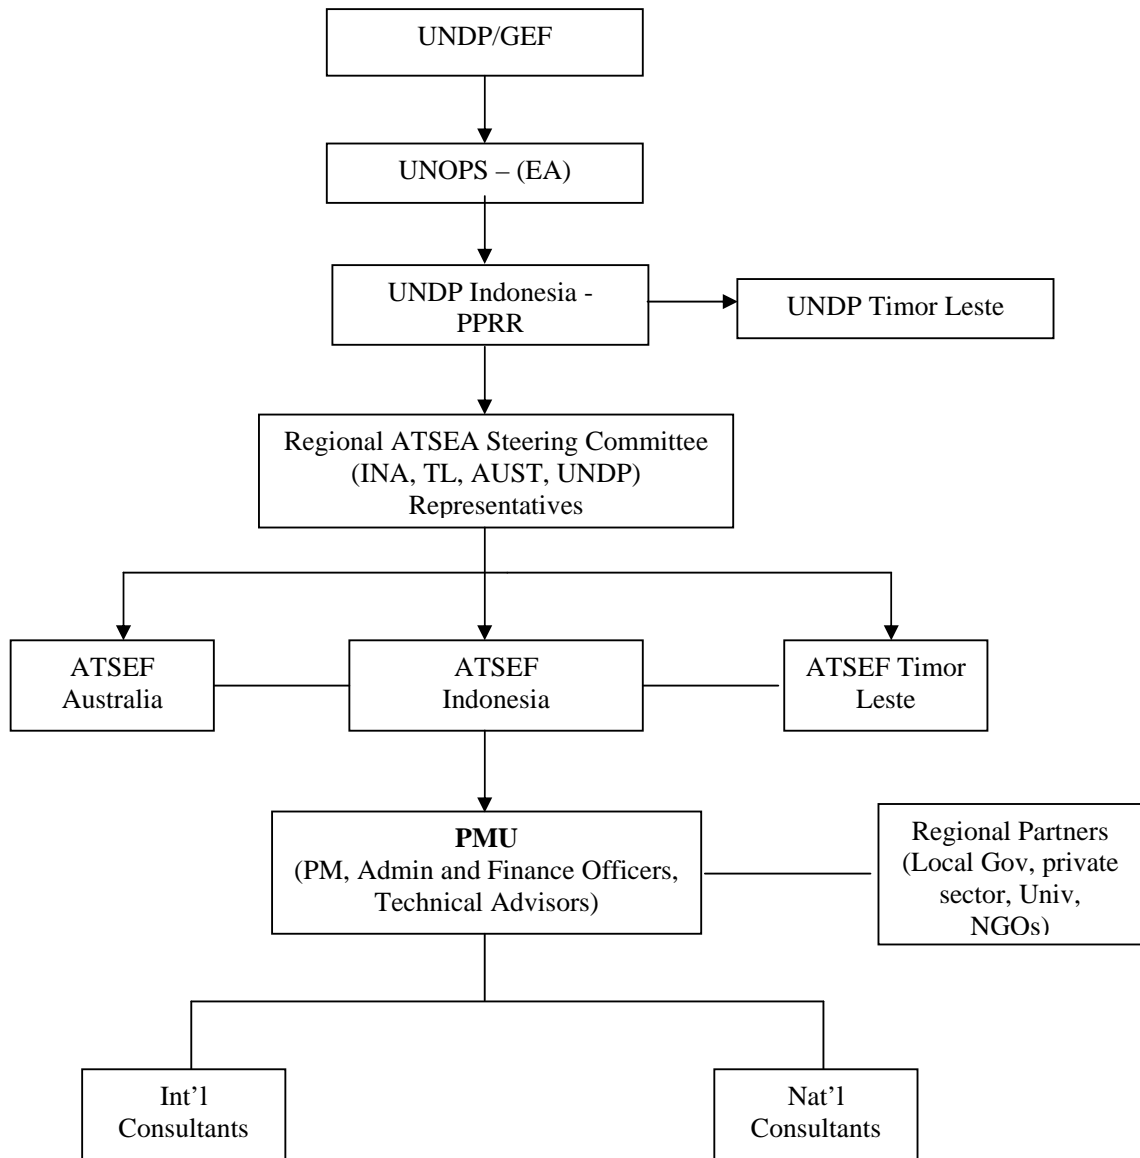 UNDP/GEF
UNOPS – (EA)
UNDP Indonesia -
PPRR
UNDP Timor Leste
Regional ATSEA Steering Committee
(INA, TL, AUST, UNDP)
Representatives
ATSEF
Australia
ATSEF
Indonesia
ATSEF Timor
Leste
PMU
(PM, Admin and Finance Officers,
Technical Advisors)
Regional Partners
(Local Gov, private
sector, Univ,
NGOs)
Int’l
Consultants
Nat’l
Consultants